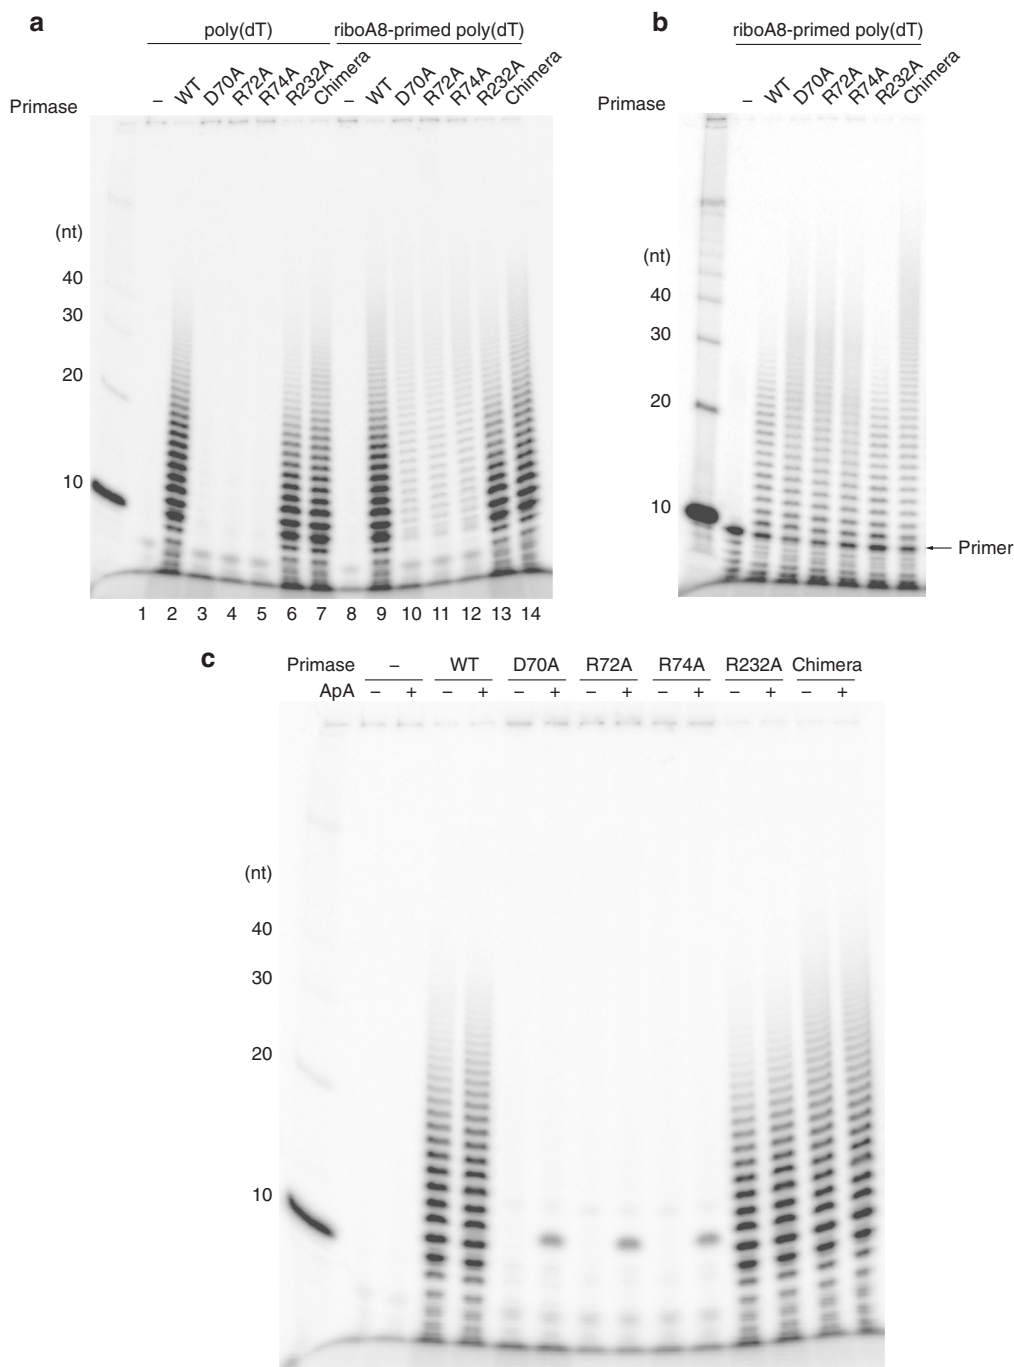 a
poly(dT) riboA8-primed poly(dT)
Primase – WT D70A R72A R74A R232A Chimera – WT D70A R72A R74A R232A Chimera
(nt)
40
30
20
10
1 2 3 4 5 6 7 8 9 10 11 12 13 14
b
riboA8-primed poly(dT)
Primase – WT D70A R72A R74A R232A Chimera
(nt)
40
30
20
10
Primer
c
Primase – WT D70A R72A R74A R232A Chimera
ApA – + – + – + – + – + – + – +
(nt)
40
30
20
10